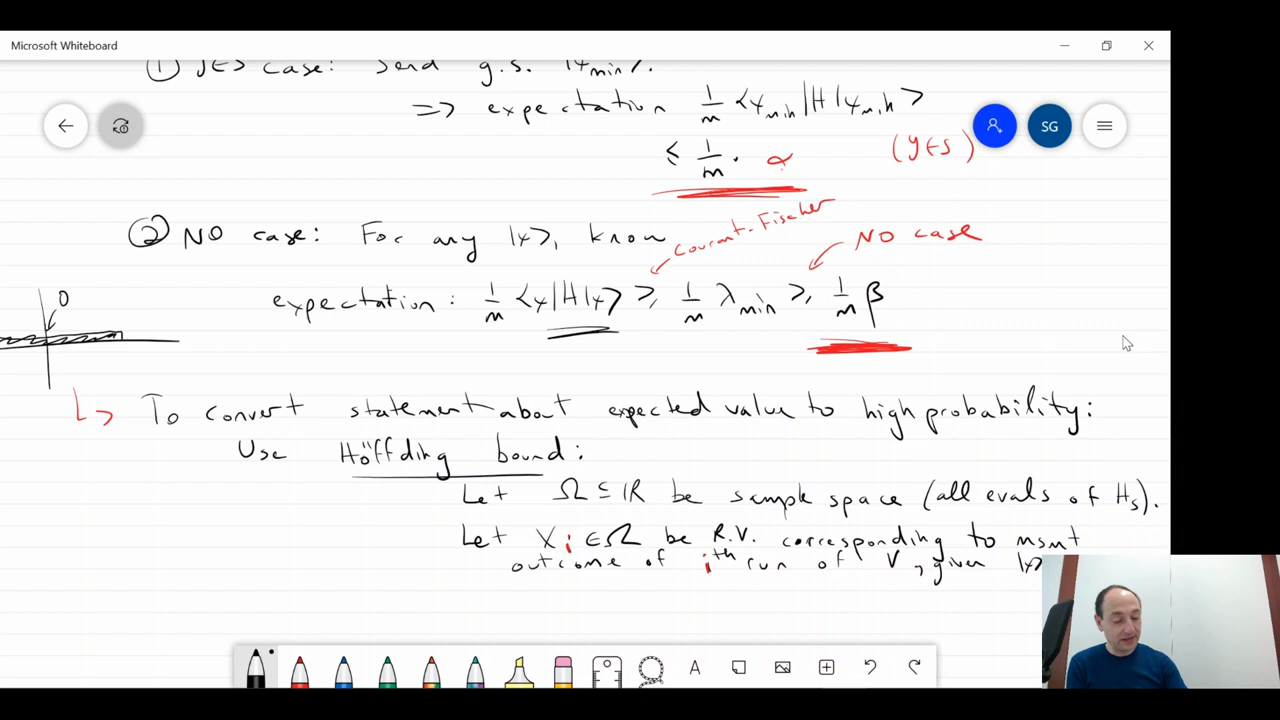 Microsoft Whiteboard
① YES case: Send g.s. |ψmin⟩.
=> expectation 1/m ⟨ψmin|H|ψmin⟩
≤ 1/m · α (YES)
SG
② NO case: For any |ψ⟩, know
Courant-Fischer
NO case
0
expectation: 1/m ⟨ψ|H|ψ⟩ ≥ 1/m λmin ≥ 1/m β
↳ To convert statement about expected value to high probability:
Use Höffding bound:
Let Ω ⊆ ℝ be sample space (all evals of Hs).
Let Xi ∈ Ω be R.V. corresponding to msmt
outcome of ith run of V, given
A